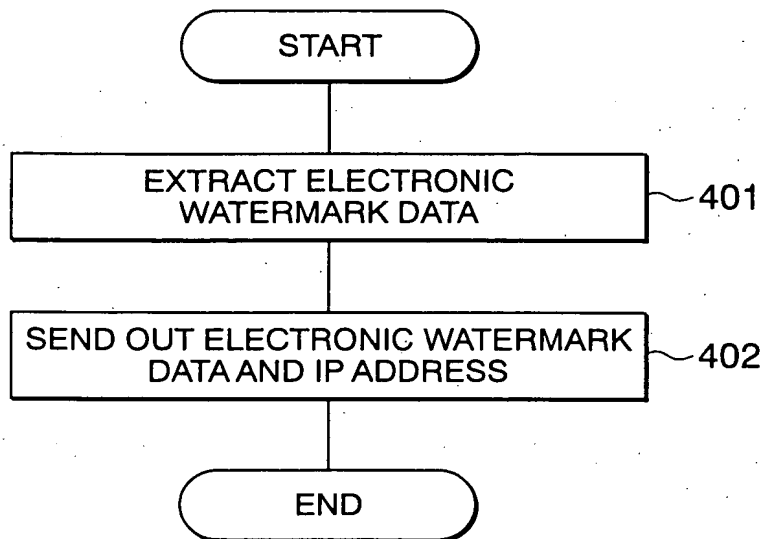 START
EXTRACT ELECTRONIC
WATERMARK DATA
401
SEND OUT ELECTRONIC WATERMARK
DATA AND IP ADDRESS
402
END